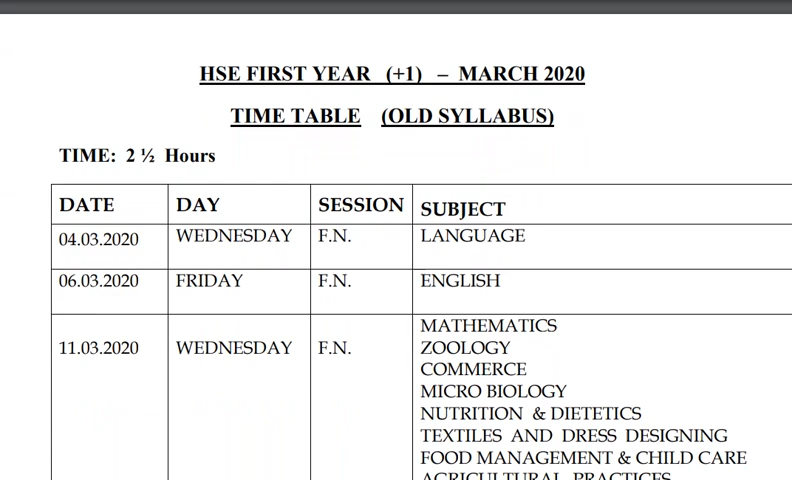 HSE FIRST YEAR (+1) – MARCH 2020
TIME TABLE (OLD SYLLABUS)
TIME: 2 ½ Hours
DATE DAY SESSION SUBJECT
04.03.2020 WEDNESDAY F.N. LANGUAGE
06.03.2020 FRIDAY F.N. ENGLISH
MATHEMATICS
11.03.2020 WEDNESDAY F.N. ZOOLOGY
COMMERCE
MICRO BIOLOGY
NUTRITION & DIETETICS
TEXTILES AND DRESS DESIGNING
FOOD MANAGEMENT & CHILD CARE
AGRICULTURAL PRACTICES